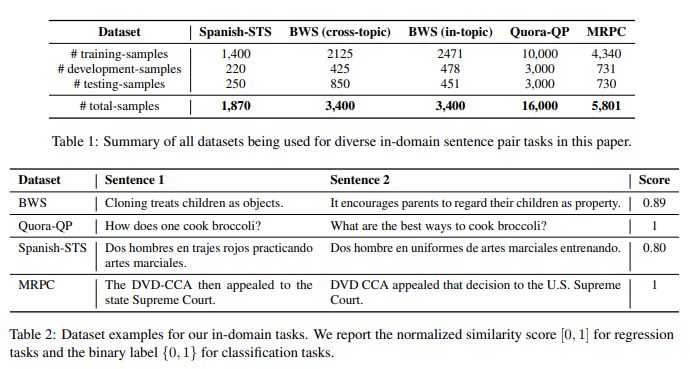 Dataset Spanish-STS BWS (cross-topic) BWS (in-topic) Quora-QP MRPC
# training-samples 1,400 2125 2471 10,000 4,340
# development-samples 220 425 478 3,000 731
# testing-samples 250 850 451 3,000 730
# total-samples 1,870 3,400 3,400 16,000 5,801
Table 1: Summary of all datasets being used for diverse in-domain sentence pair tasks in this paper.
Dataset Sentence 1 Sentence 2 Score
BWS Cloning treats children as objects. It encourages parents to regard their children as property. 0.89
Quora-QP How does one cook broccoli? What are the best ways to cook broccoli? 1
Spanish-STS Dos hombres en trajes rojos practicando Dos hombre en uniformes de artes marciales entrenando. 0.80
artes marciales.
MRPC The DVD-CCA then appealed to the DVD CCA appealed that decision to the U.S. Supreme 1
state Supreme Court. Court.
Table 2: Dataset examples for our in-domain tasks. We report the normalized similarity score [0, 1] for regression
tasks and the binary label {0, 1} for classification tasks.